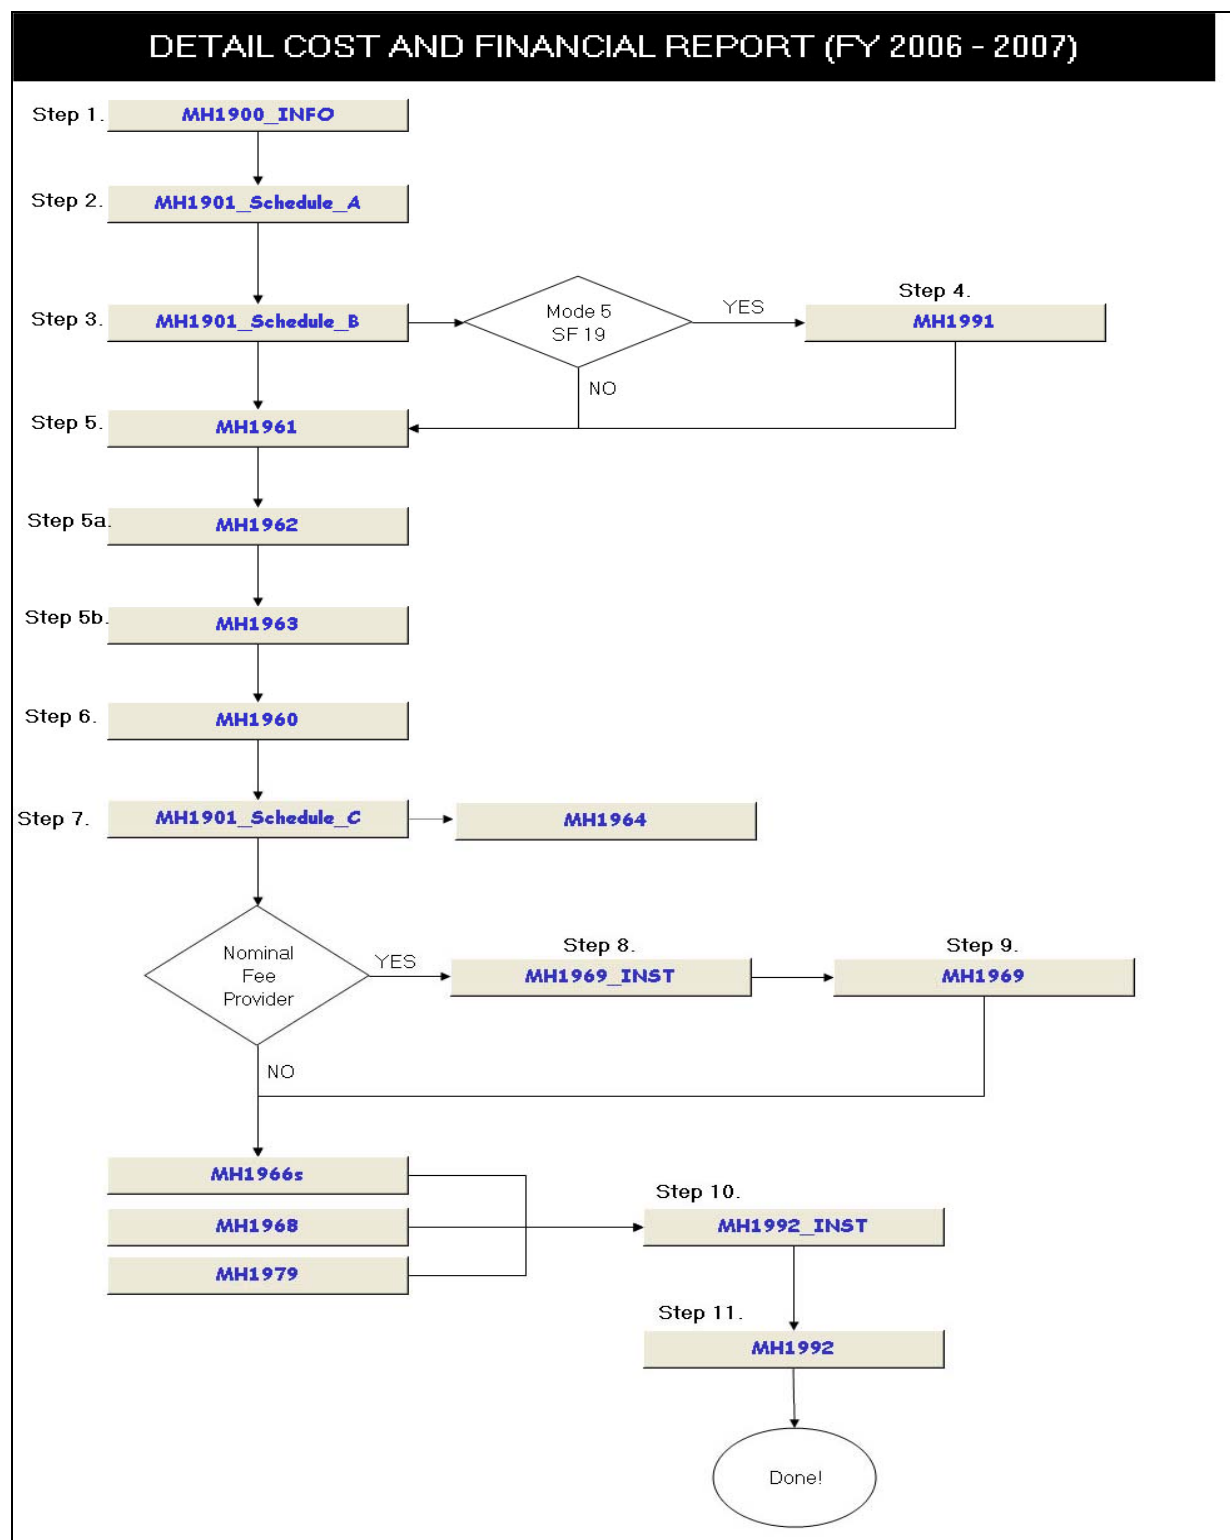 DETAIL COST AND FINANCIAL REPORT (FY 2006 - 2007)
Step 1.
MH1900_INFO
Step 2.
MH1901_Schedule_A
Step 3.
MH1901_Schedule_B
Mode 5
SF 19
YES
NO
Step 4.
MH1991
Step 5.
MH1961
Step 5a.
MH1962
Step 5b.
MH1963
Step 6.
MH1960
Step 7.
MH1901_Schedule_C
MH1964
Nominal
Fee
Provider
YES
NO
Step 8.
MH1969_INST
Step 9.
MH1969
MH1966s
MH1968
MH1979
Step 10.
MH1992_INST
Step 11.
MH1992
Done!